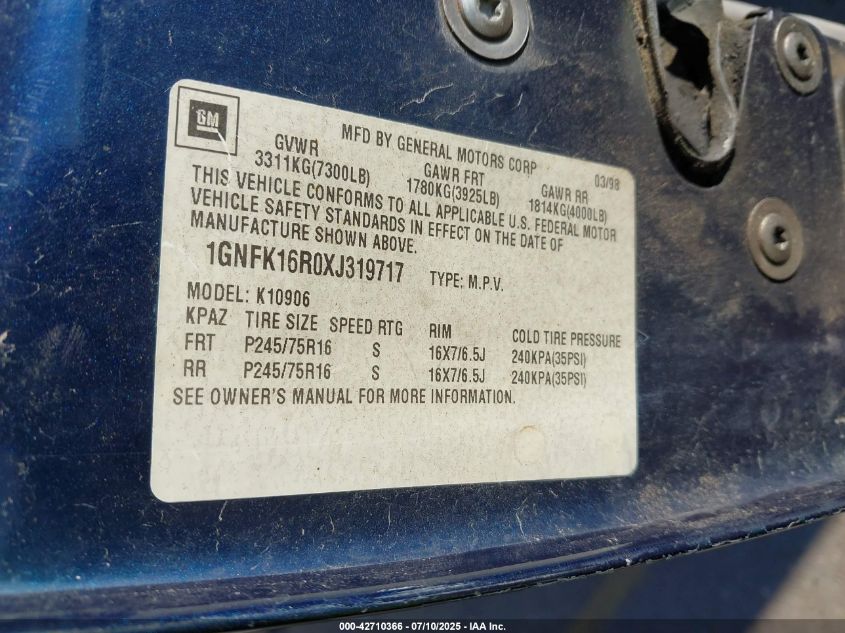 GM
MFD BY GENERAL MOTORS CORP
03/98
GVWR GAWR FRT GAWR RR
3311KG(7300LB) 1780KG(3925LB) 1814KG(4000LB)
THIS VEHICLE CONFORMS TO ALL APPLICABLE U.S. FEDERAL MOTOR
VEHICLE SAFETY STANDARDS IN EFFECT ON THE DATE OF
MANUFACTURE SHOWN ABOVE.
1GNFK16R0XJ319717 TYPE: M.P.V.
MODEL: K10906
KPAZ TIRE SIZE SPEED RTG RIM COLD TIRE PRESSURE
FRT P245/75R16 S 16X7/6.5J 240KPA(35PSI)
RR P245/75R16 S 16X7/6.5J 240KPA(35PSI)
SEE OWNER'S MANUAL FOR MORE INFORMATION.
000-42710366 - 07/10/2025 - IAA Inc.